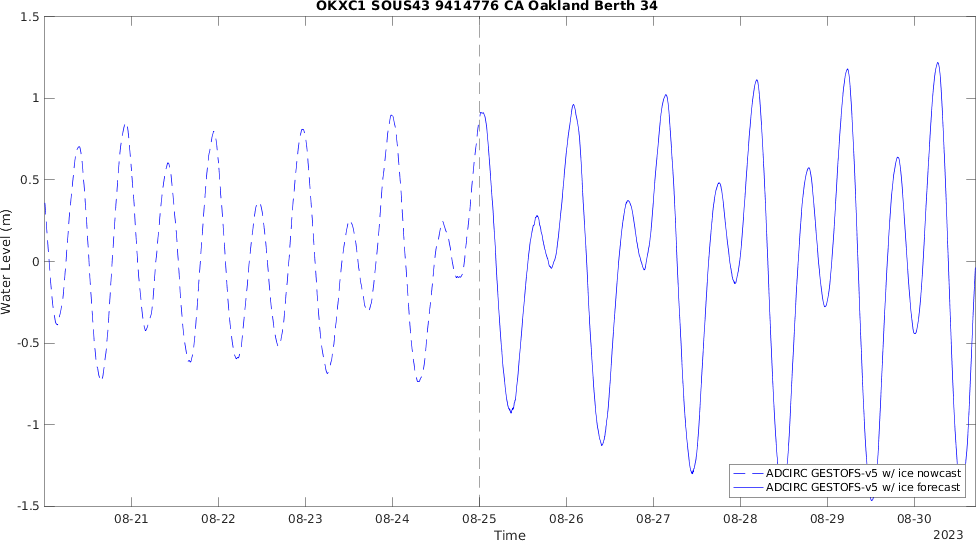 OKXC1 SOUS43 9414776 CA Oakland Berth 34
1.5
1
0.5
0
-0.5
-1
-1.5
Water Level (m)
ADCIRC GESTOFS-v5 w/ ice nowcast
ADCIRC GESTOFS-v5 w/ ice forecast
08-21 08-22 08-23 08-24 08-25 08-26 08-27 08-28 08-29 08-30
Time
2023